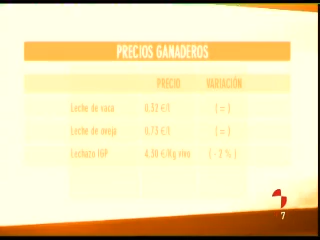 PRECIOS GANADEROS
PRECIO VARIACIÓN
Leche de vaca 0.32 €/l ( = )
Leche de oveja 0.73 €/l ( = )
Lechazo IGP 4.30 €/Kg vivo ( - 2 % )
7